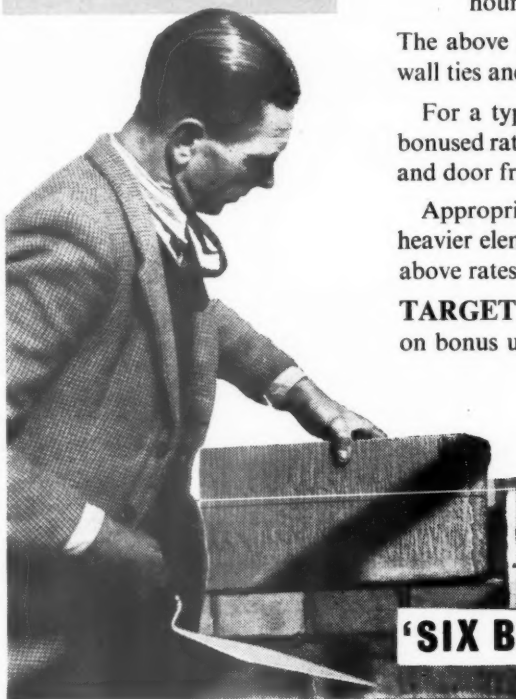 hour
The above
wall ties and
For a typ
bonused rat
and door fr
Appropri
heavier elem
above rates
TARGET
on bonus u
'SIX B